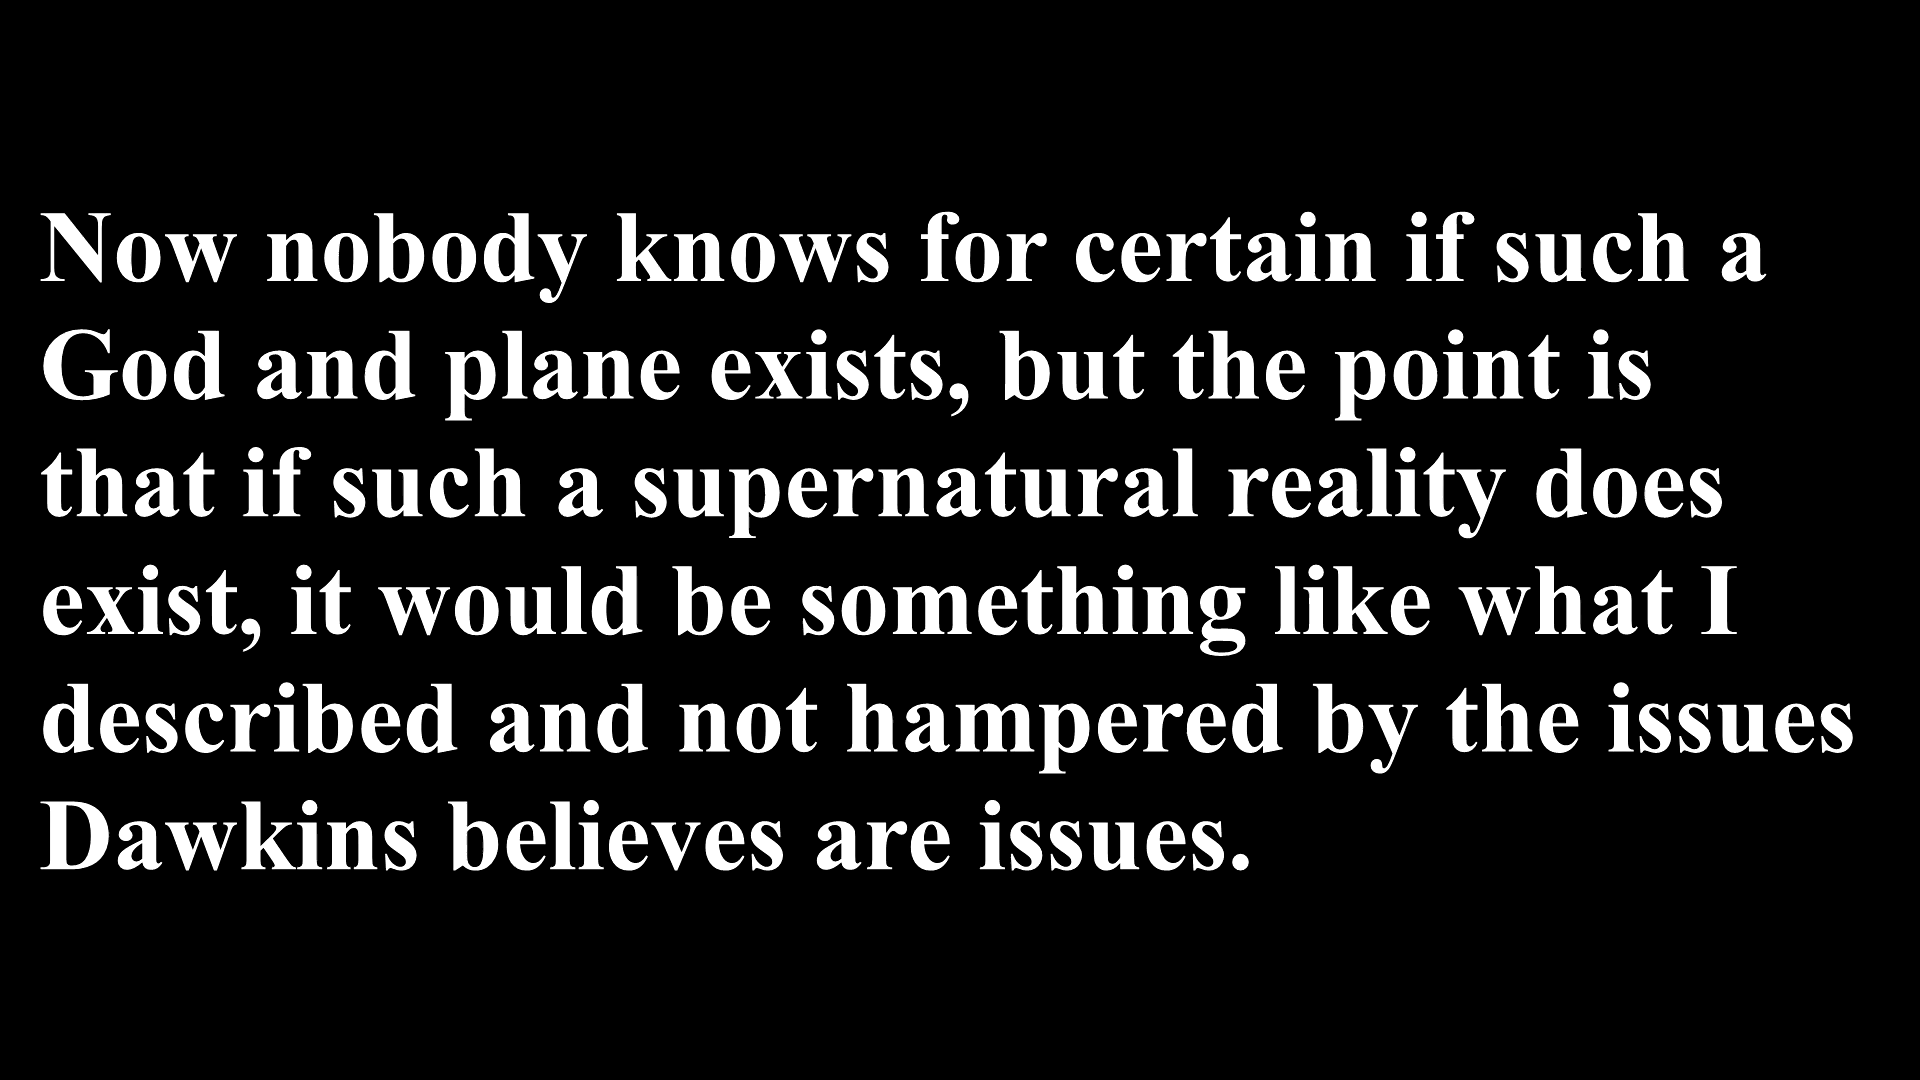 Now nobody knows for certain if such a
God and plane exists, but the point is
that if such a supernatural reality does
exist, it would be something like what I
described and not hampered by the issues
Dawkins believes are issues.